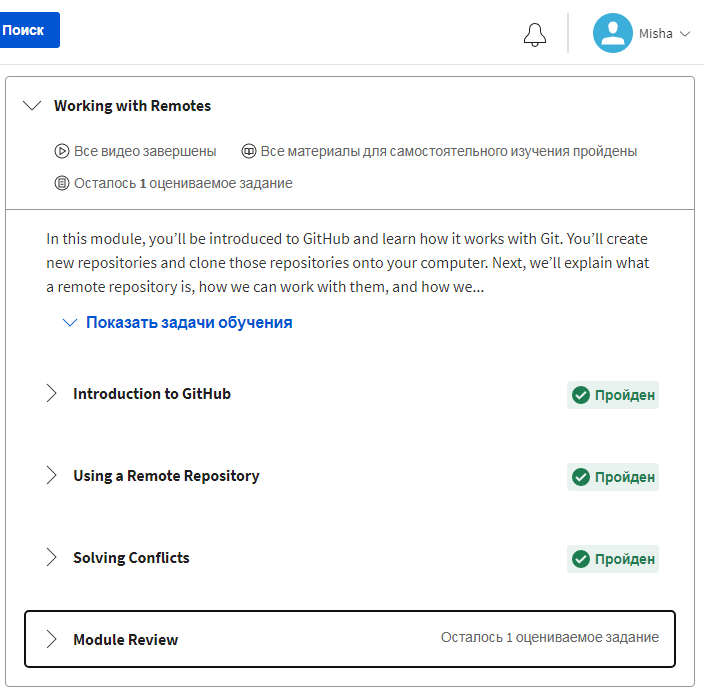 Поиск
Misha
Working with Remotes
Все видео завершены Все материалы для самостоятельного изучения пройдены
Осталось 1 оцениваемое задание
In this module, you’ll be introduced to GitHub and learn how it works with Git. You’ll create
new repositories and clone those repositories onto your computer. Next, we’ll explain what
a remote repository is, how we can work with them, and how we...
Показать задачи обучения
Introduction to GitHub Пройден
Using a Remote Repository Пройден
Solving Conflicts Пройден
Module Review Осталось 1 оцениваемое задание